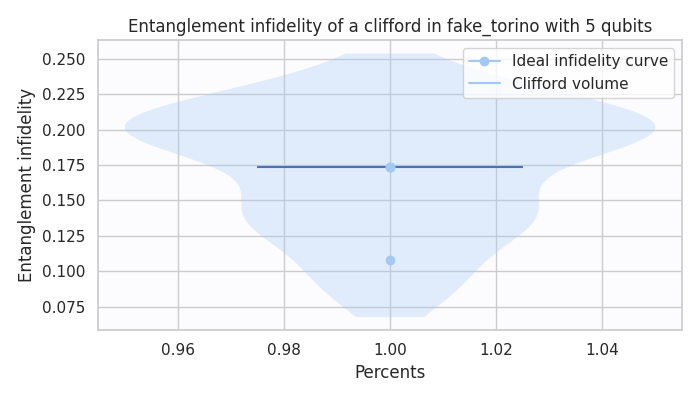 Entanglement infidelity of a clifford in fake_torino with 5 qubits
Ideal infidelity curve
Clifford volume
Entanglement infidelity
0.250
0.225
0.200
0.175
0.150
0.125
0.100
0.075
0.96 0.98 1.00 1.02 1.04
Percents